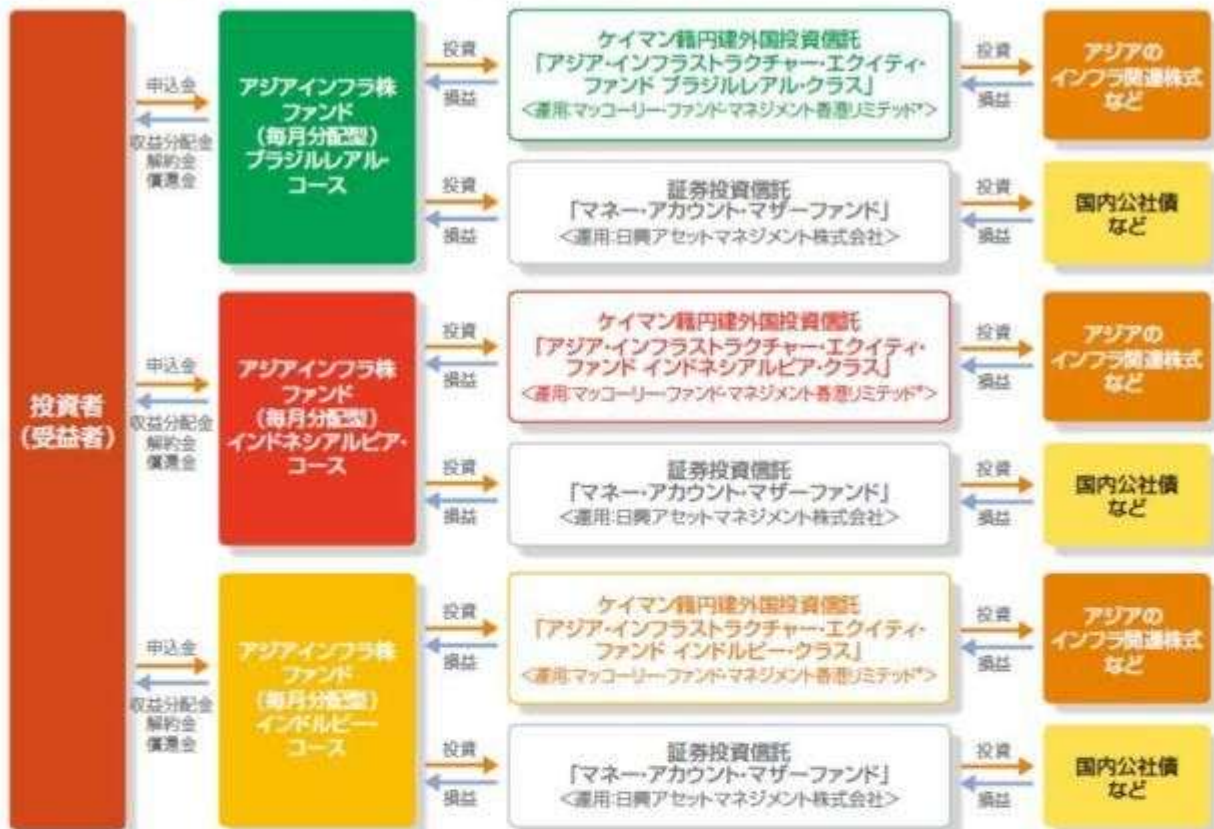 投資者
(受益者)
申込金
収益分配金
解約金
償還金
アジアインフラ株
ファンド
(毎月分配型)
ブラジルレアル・
コース
投資
損益
ケイマン籍円建外国投資信託
「アジア・インフラストラクチャー・エクイティ・
ファンド ブラジルレアル・クラス」
<運用:マッコーリー・ファンド・マネジメント香港リミテッド*>
投資
損益
アジアの
インフラ関連株式
など
投資
損益
証券投資信託
「マネー・アカウント・マザーファンド」
<運用:日興アセットマネジメント株式会社>
投資
損益
国内公社債
など
申込金
収益分配金
解約金
償還金
アジアインフラ株
ファンド
(毎月分配型)
インドネシアルピア・
コース
投資
損益
ケイマン籍円建外国投資信託
「アジア・インフラストラクチャー・エクイティ・
ファンド インドネシアルピア・クラス」
<運用:マッコーリー・ファンド・マネジメント香港リミテッド*>
投資
損益
アジアの
インフラ関連株式
など
投資
損益
証券投資信託
「マネー・アカウント・マザーファンド」
<運用:日興アセットマネジメント株式会社>
投資
損益
国内公社債
など
申込金
収益分配金
解約金
償還金
アジアインフラ株
ファンド
(毎月分配型)
インドルピー・
コース
投資
損益
ケイマン籍円建外国投資信託
「アジア・インフラストラクチャー・エクイティ・
ファンド インドルピー・クラス」
<運用:マッコーリー・ファンド・マネジメント香港リミテッド*>
投資
損益
アジアの
インフラ関連株式
など
投資
損益
証券投資信託
「マネー・アカウント・マザーファンド」
<運用:日興アセットマネジメント株式会社>
投資
損益
国内公社債
など